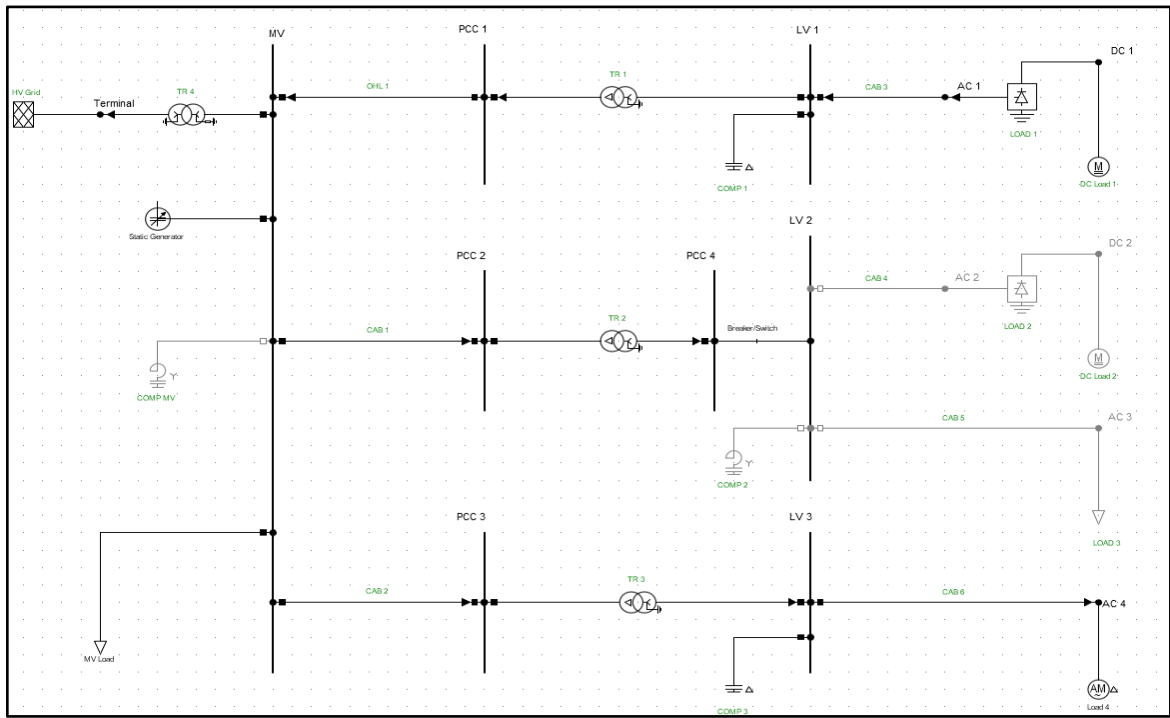 MV
PCC 1
LV 1
DC 1
HV Grid
Terminal
TR 4
OHL 1
TR 1
CAB 3
AC 1
LOAD 1
COMP 1
M
DC Load 1
Static Generator
LV 2
PCC 2
PCC 4
DC 2
CAB 4
AC 2
CAB 1
TR 2
Breaker/Switch
LOAD 2
M
DC Load 2
COMP MV
Y
CAB 5
AC 3
Y
COMP 2
PCC 3
LV 3
LOAD 3
TR 3
CAB 2
CAB 6
AC 4
MV Load
COMP 3
AM
Load 4